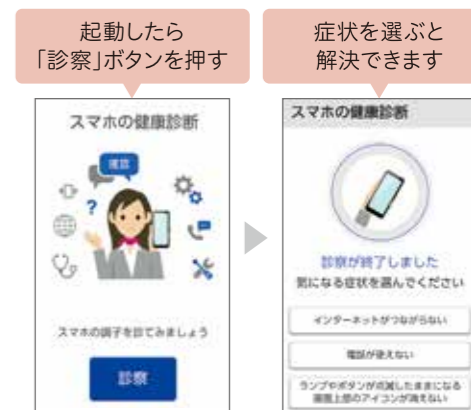 起動したら
「診察」ボタンを押す
症状を選ぶと
解決できます
スマホの健康診断
確認
?
スマホの調子を診てみましょう
診察
スマホの健康診断
診察が終了しました
気になる症状を選んでください
インターネットがつながらない
電話が使えない
ランプやボタンが点滅したままになる
画面上部のアイコンが消えない